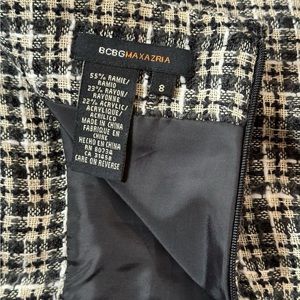 BCBGMAXAZRIA
8
55% RAMIE/
RAMIO
23% RAYON/
RAYONNE
22% ACRYLIC/
ACRYLIQUE/
ACRILICO
MADE IN CHINA
FABRIQUE EN
CHINE
HECHO EN CHINA
RN 80734
CA 31658
CARE ON REVERSE